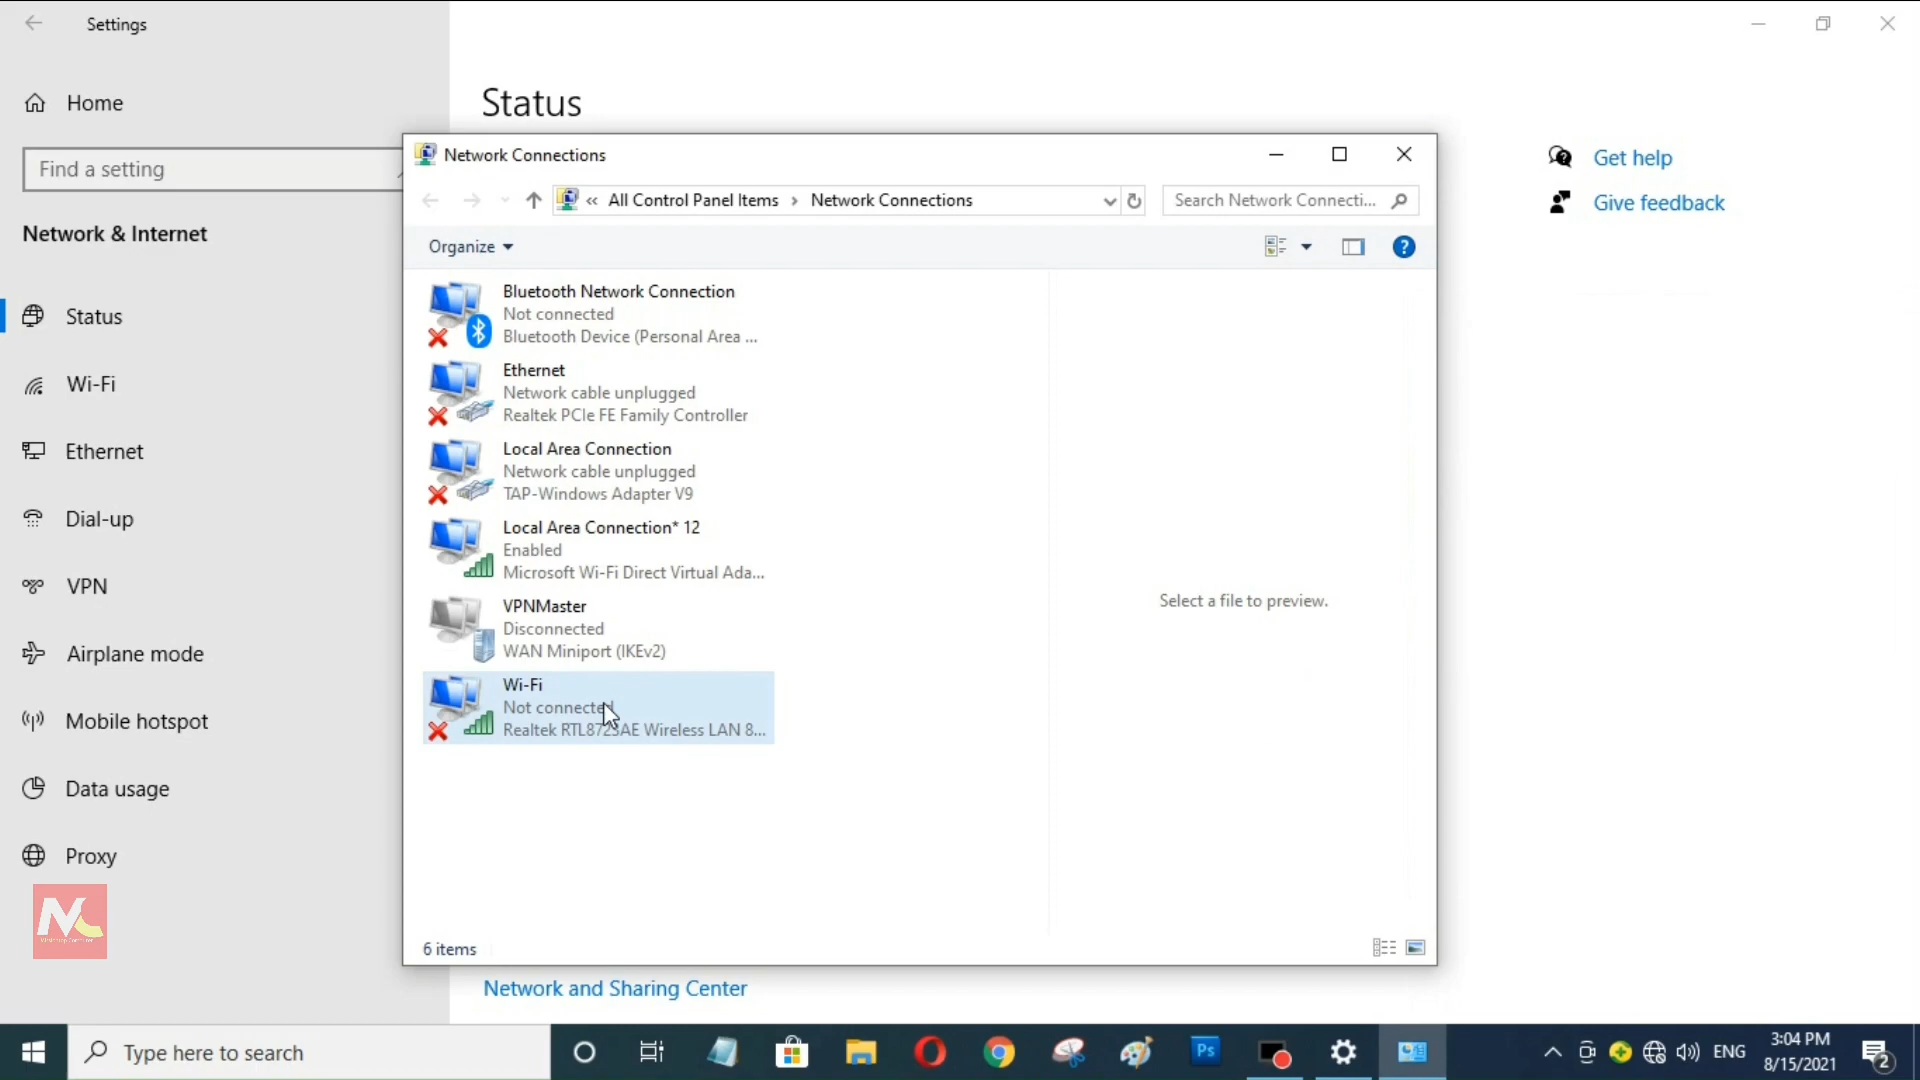 Settings
Home
Find a setting
Network & Internet
Status
Wi-Fi
Ethernet
Dial-up
VPN
Airplane mode
Mobile hotspot
Data usage
Proxy
Status
Get help
Give feedback
Network Connections
« All Control Panel Items › Network Connections
Search Network Connecti...
Organize
Bluetooth Network Connection
Not connected
Bluetooth Device (Personal Area ...
Ethernet
Network cable unplugged
Realtek PCIe FE Family Controller
Local Area Connection
Network cable unplugged
TAP-Windows Adapter V9
Local Area Connection* 12
Enabled
Microsoft Wi-Fi Direct Virtual Ada...
VPNMaster
Disconnected
WAN Miniport (IKEv2)
Wi-Fi
Not connected
Realtek RTL8723AE Wireless LAN 8...
Select a file to preview.
6 items
Network and Sharing Center
Type here to search
Ps
ENG
3:04 PM
8/15/2021
2